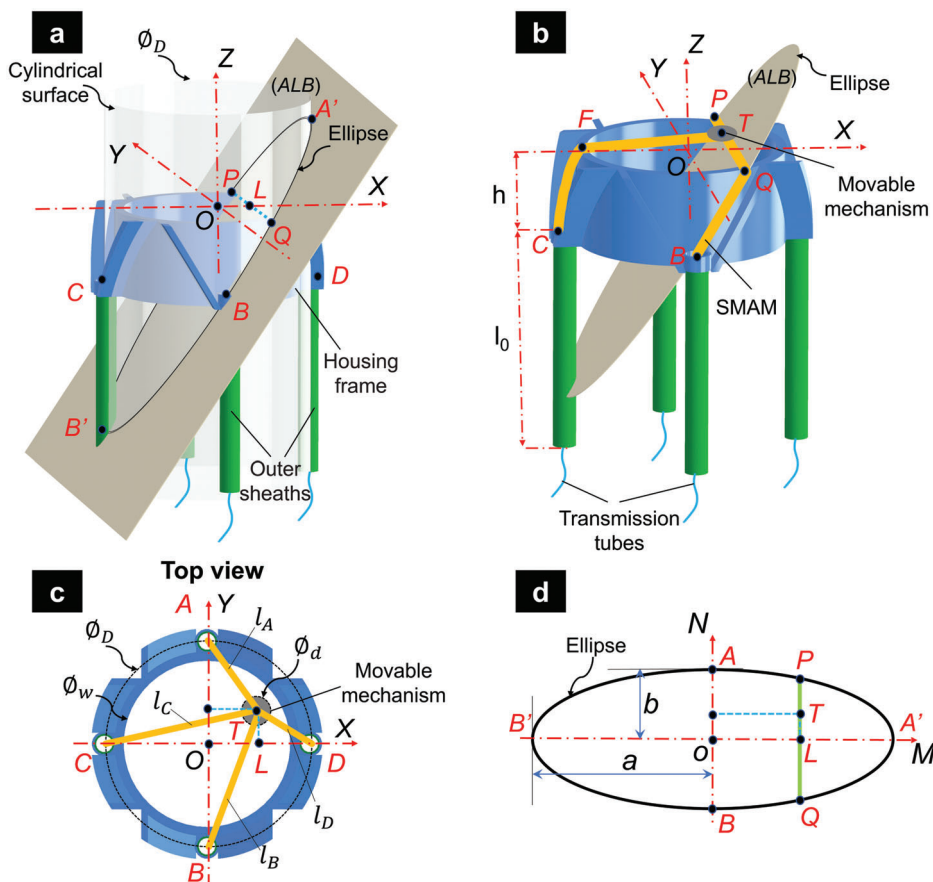 a
Ø_D
Z
Cylindrical
surface
(ALB)
A'
Ellipse
Y
P
L
X
O
Q
C
D
B
Housing
frame
B'
Outer
sheaths
b
Z
(ALB)
Ellipse
Y
P
F
T
X
O
Movable
mechanism
h
Q
C
B
SMAM
l₀
Transmission
tubes
c
Top view
A
Y
l_A
Ø_D
Ø_d
Movable
mechanism
Ø_w
l_C
T
X
C
O
L
D
l_D
l_B
B
d
N
Ellipse
A
P
b
T
B'
A'
o
L
M
a
B
Q